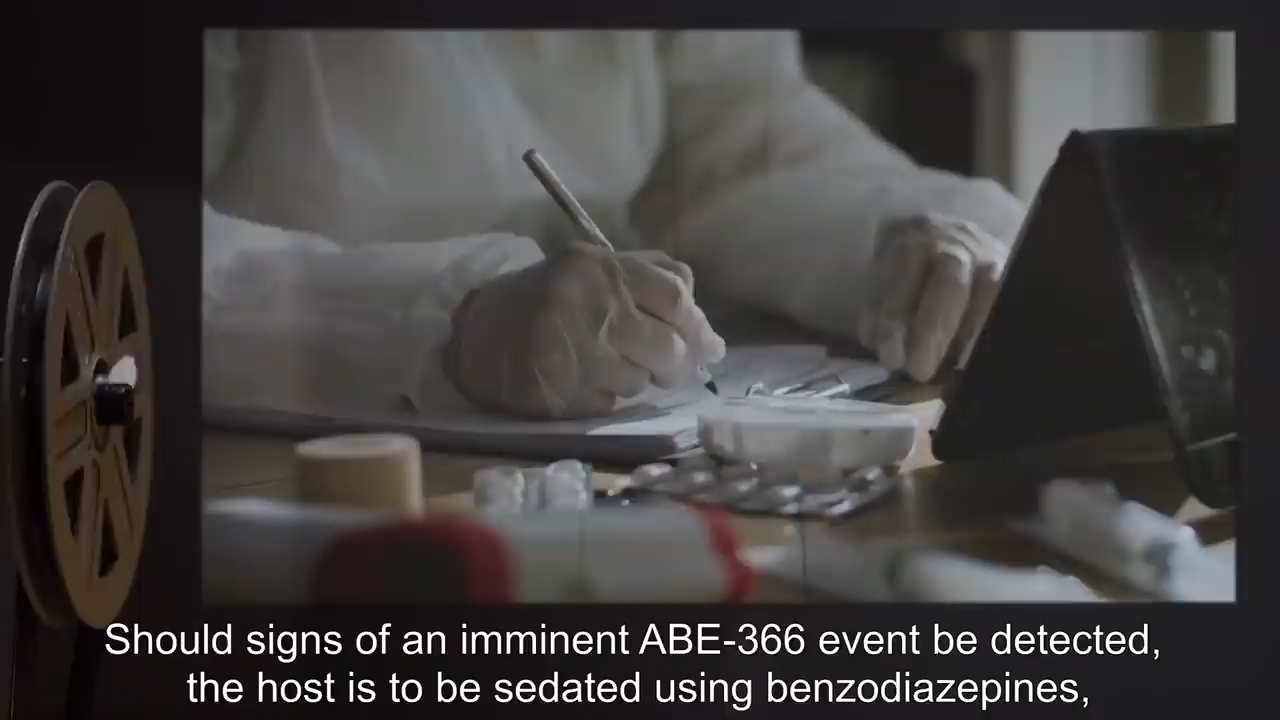 Should signs of an imminent ABE-366 event be detected,
the host is to be sedated using benzodiazepines,